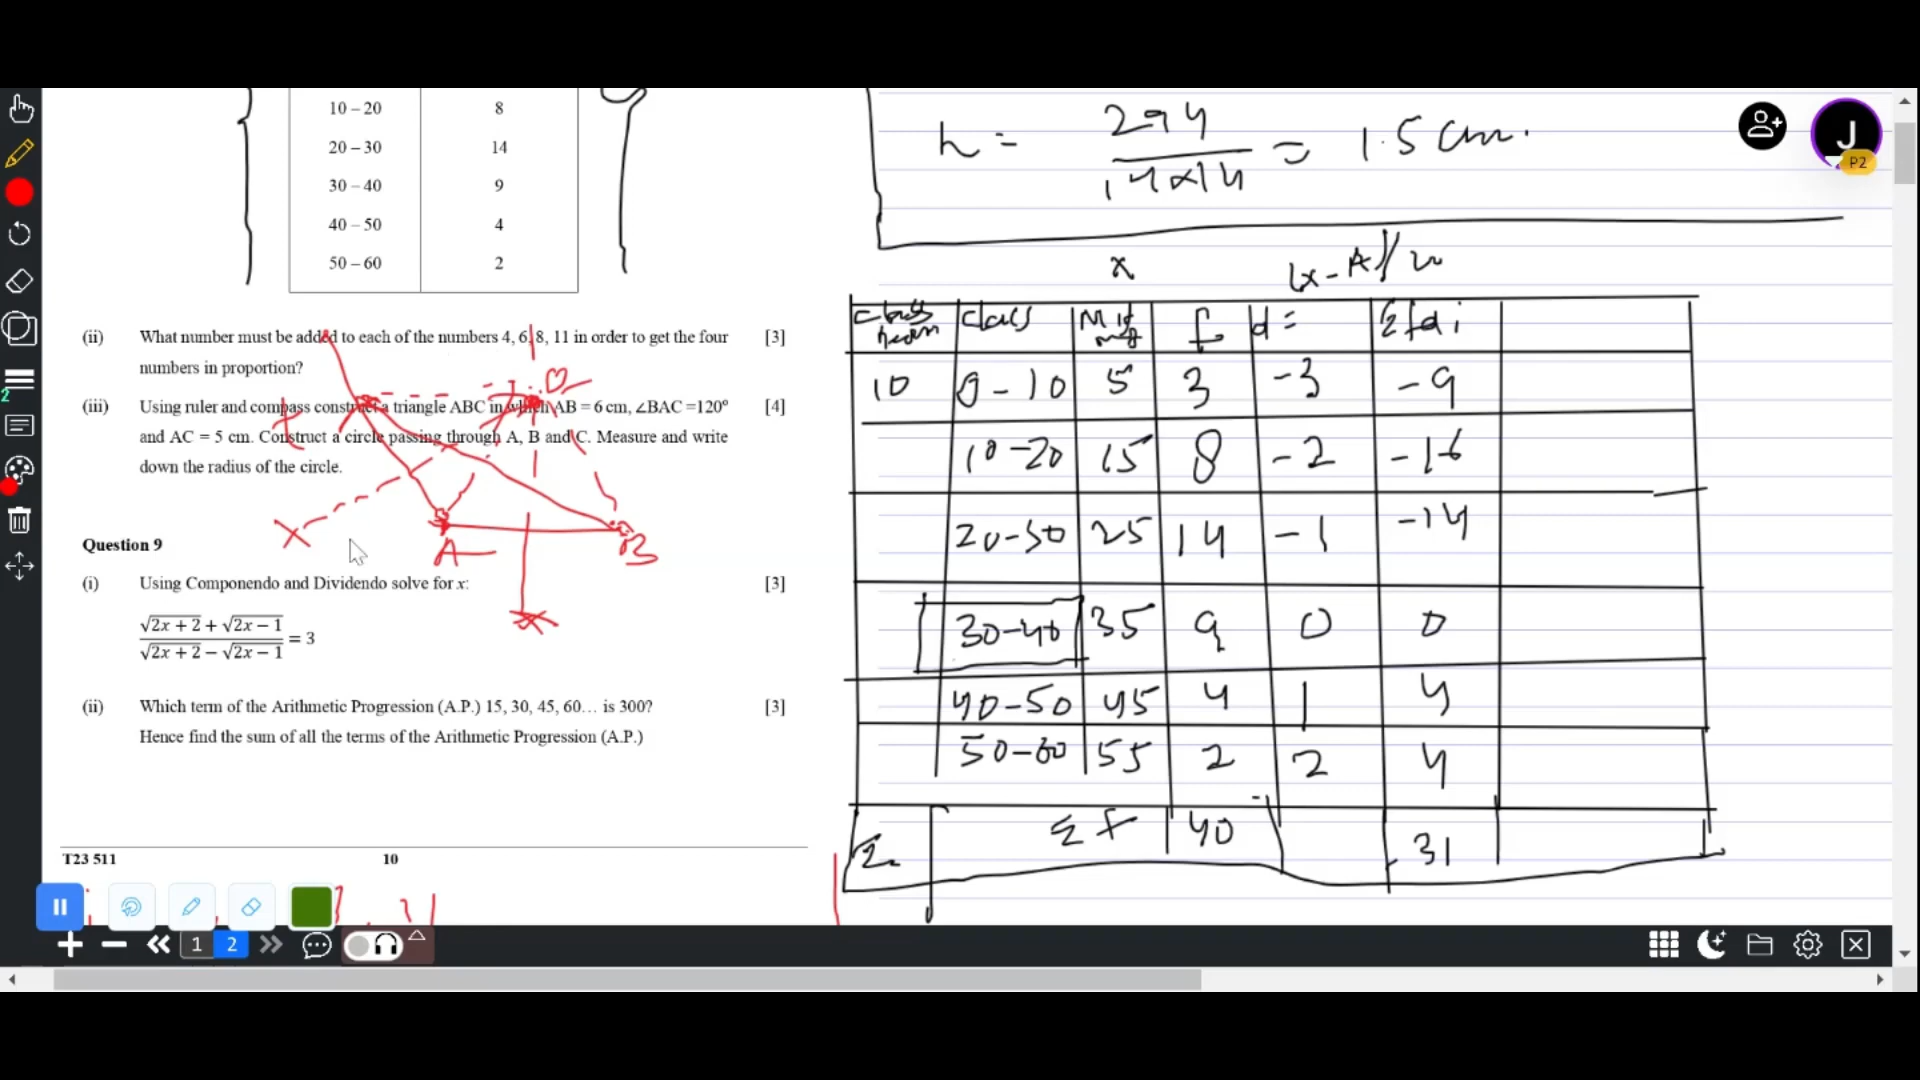 10 – 20 8
20 – 30 14
30 – 40 9
40 – 50 4
50 – 60 2
(ii) What number must be added to each of the numbers 4, 6, 8, 11 in order to get the four [3]
numbers in proportion?
(iii) Using ruler and compass construct a triangle ABC in which AB = 6 cm, ∠BAC =120° [4]
and AC = 5 cm. Construct a circle passing through A, B and C. Measure and write
down the radius of the circle.
A B
Question 9
(i) Using Componendo and Dividendo solve for x: [3]
(√2x + 2 + √2x − 1) / (√2x + 2 − √2x − 1) = 3
(ii) Which term of the Arithmetic Progression (A.P.) 15, 30, 45, 60… is 300? [3]
Hence find the sum of all the terms of the Arithmetic Progression (A.P.)
T23 511 10
h = 294 / 14×14 = 1.5 cm.
x (x-A)/
class class Mid f d = Σfdi
10 0-10 5 3 -3 -9
10-20 15 8 -2 -16
20-30 25 14 -1 -14
30-40 35 9 0 0
40-50 45 4 1 4
50-60 55 2 2 4
Σf 40 31
J
P2
2
1 2